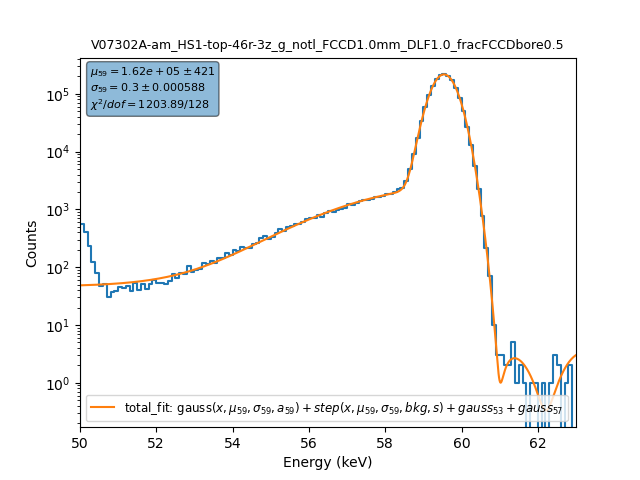 V07302A-am_HS1-top-46r-3z_g_notl_FCCD1.0mm_DLF1.0_fracFCCDbore0.5
μ₅₉ = 1.62e + 05 ± 421
σ₅₉ = 0.3 ± 0.000588
χ²/dof = 1203.89/128
10⁵
10⁴
10³
10²
10¹
10⁰
Counts
total_fit: gauss(x, μ₅₉, σ₅₉, a₅₉) + step(x, μ₅₉, σ₅₉, bkg, s) + gauss₅₃ + gauss₅₇
50 52 54 56 58 60 62
Energy (keV)